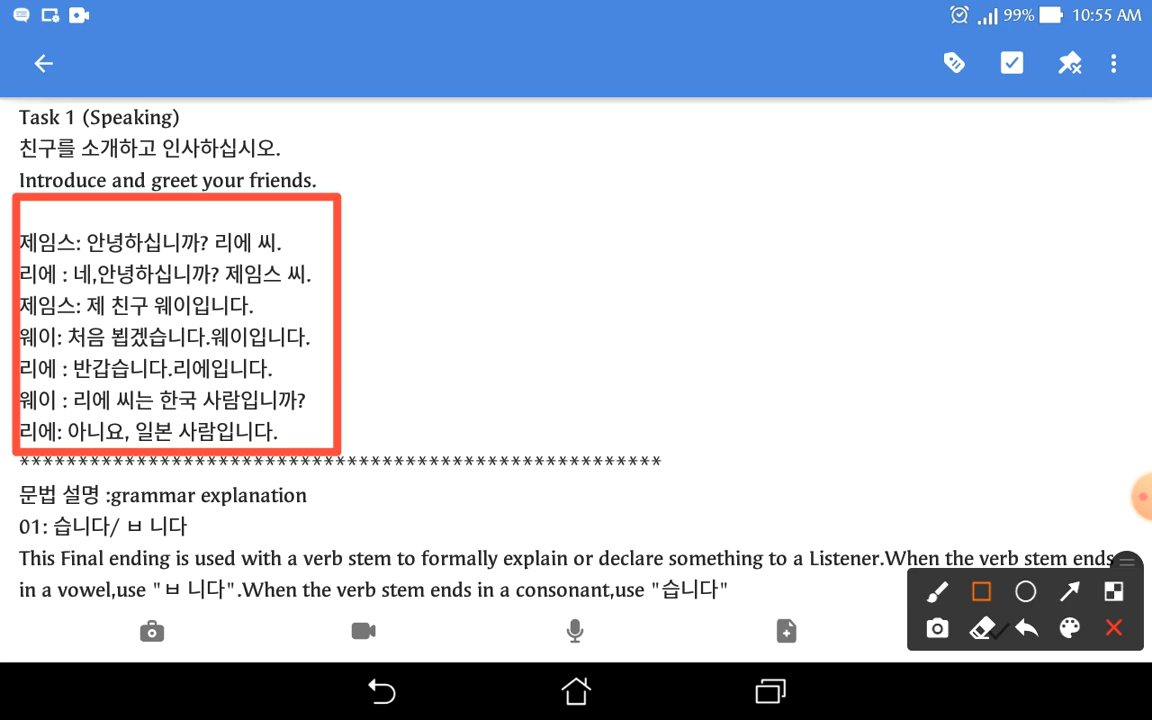 99% 10:55 AM
Task 1 (Speaking)
친구를 소개하고 인사하십시오.
Introduce and greet your friends.
제임스: 안녕하십니까? 리에 씨.
리에 : 네,안녕하십니까? 제임스 씨.
제임스: 제 친구 웨이입니다.
웨이: 처음 뵙겠습니다.웨이입니다.
리에 : 반갑습니다.리에입니다.
웨이 : 리에 씨는 한국 사람입니까?
리에: 아니요, 일본 사람입니다.
*******************************************************
문법 설명 :grammar explanation
01: 습니다/ ㅂ 니다
This Final ending is used with a verb stem to formally explain or declare something to a Listener.When the verb stem ends
in a vowel,use "ㅂ 니다".When the verb stem ends in a consonant,use "습니다"